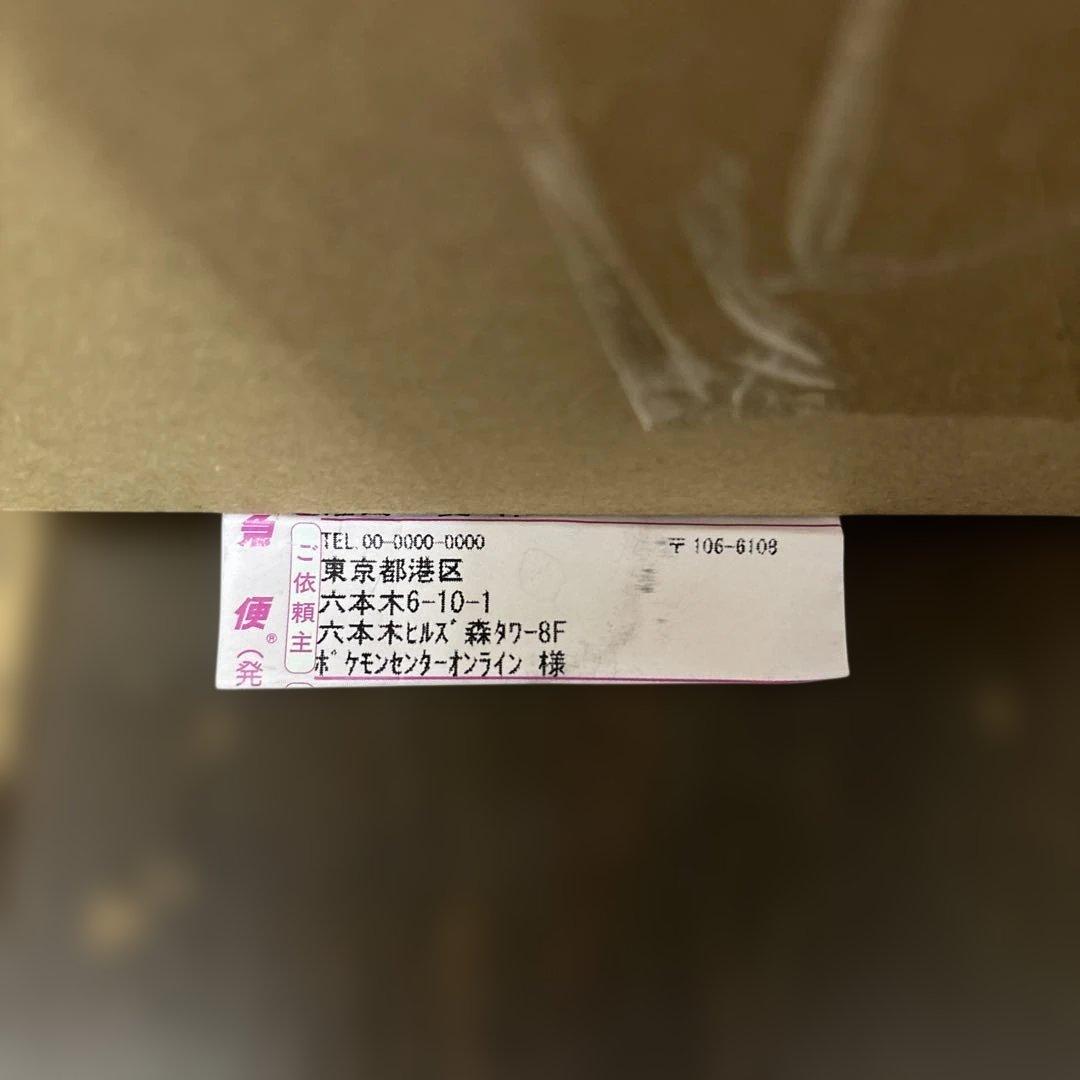 TEL.00-0000-0000 〒106-6108
東京都港区
六本木6-10-1
六本木ﾋﾙｽﾞ森ﾀﾜｰ8F
ﾎﾟｹﾓﾝｾﾝﾀｰｵﾝﾗｲﾝ 様
ご依頼主
便®
(発